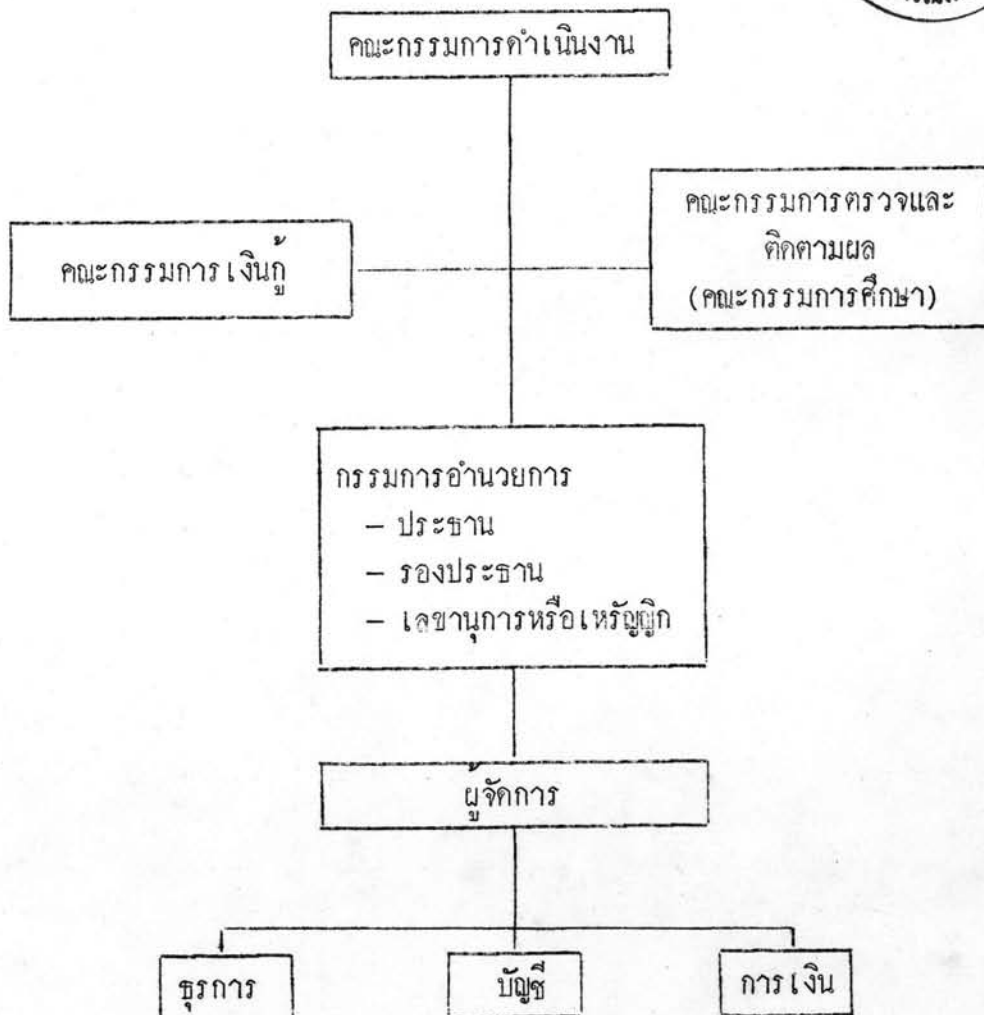 คณะกรรมการดำเนินงาน
คณะกรรมการตรวจและ
ติดตามผล
(คณะกรรมการศึกษา)
คณะกรรมการเงินกู้
กรรมการอำนวยการ
– ประธาน
– รองประธาน
– เลขานุการหรือเหรัญญิก
ผู้จัดการ
ธุรการ
บัญชี
การเงิน